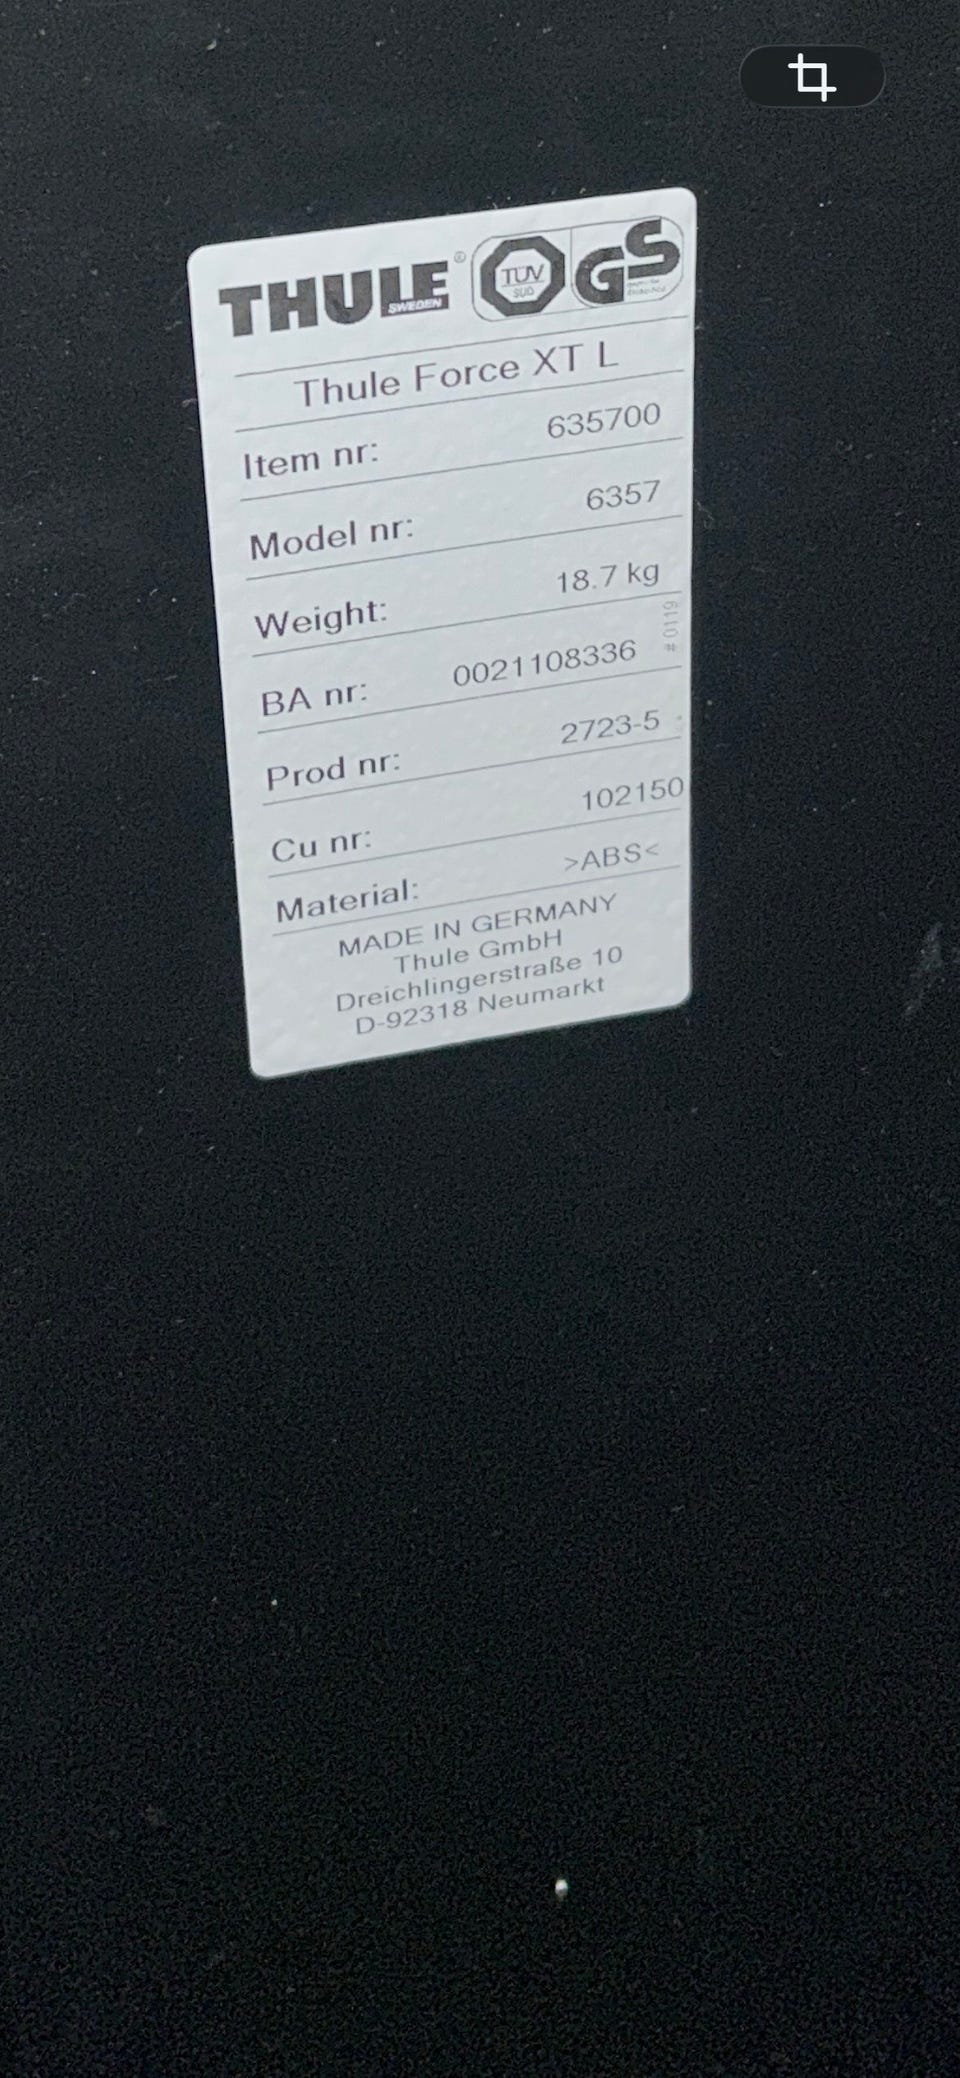 THULE®
SWEDEN
TÜV
SÜD
GS
Thule Force XT L
Item nr: 635700
Model nr: 6357
Weight: 18.7 kg
BA nr: 0021108336
# 0119
Prod nr: 2723-5
Cu nr: 102150
Material: >ABS<
MADE IN GERMANY
Thule GmbH
Dreichlingerstraße 10
D-92318 Neumarkt